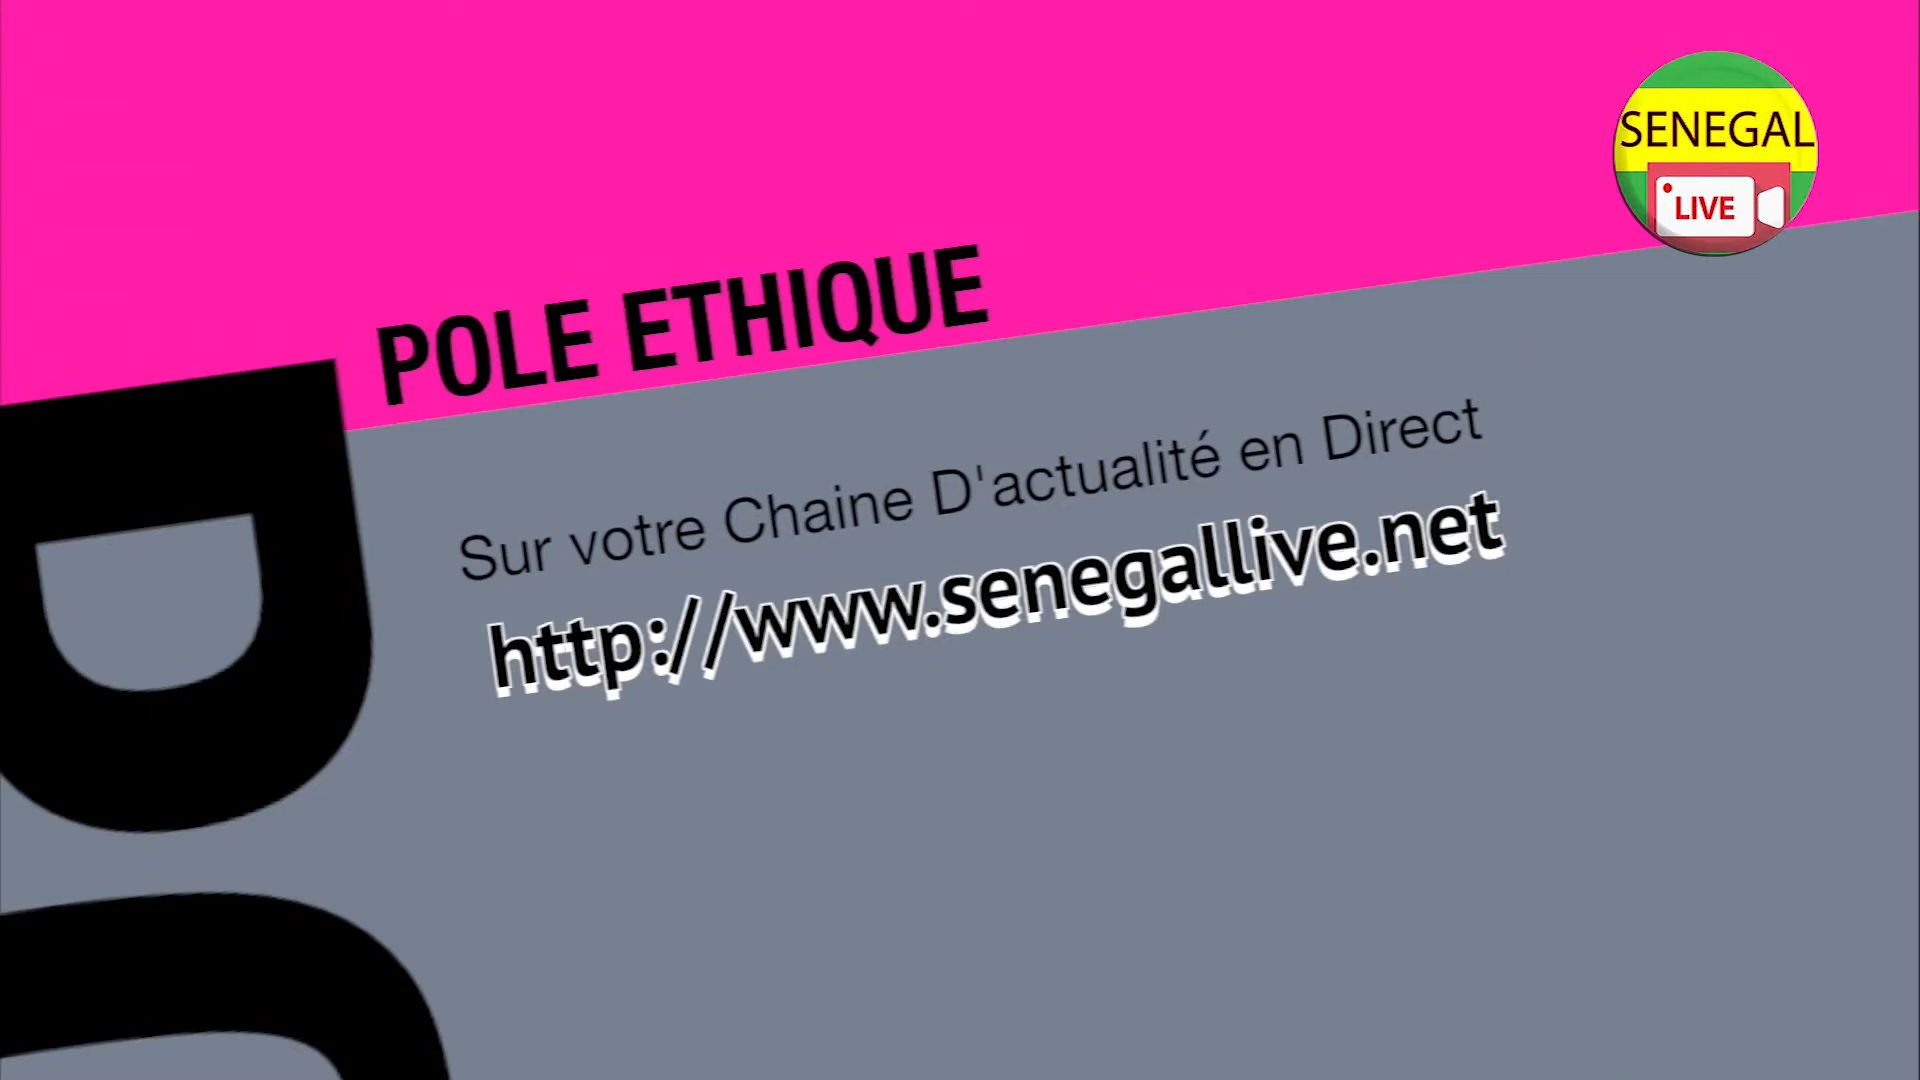 SENEGAL
LIVE
POLE ETHIQUE
Sur votre Chaine D'actualité en Direct
http://www.senegallive.net